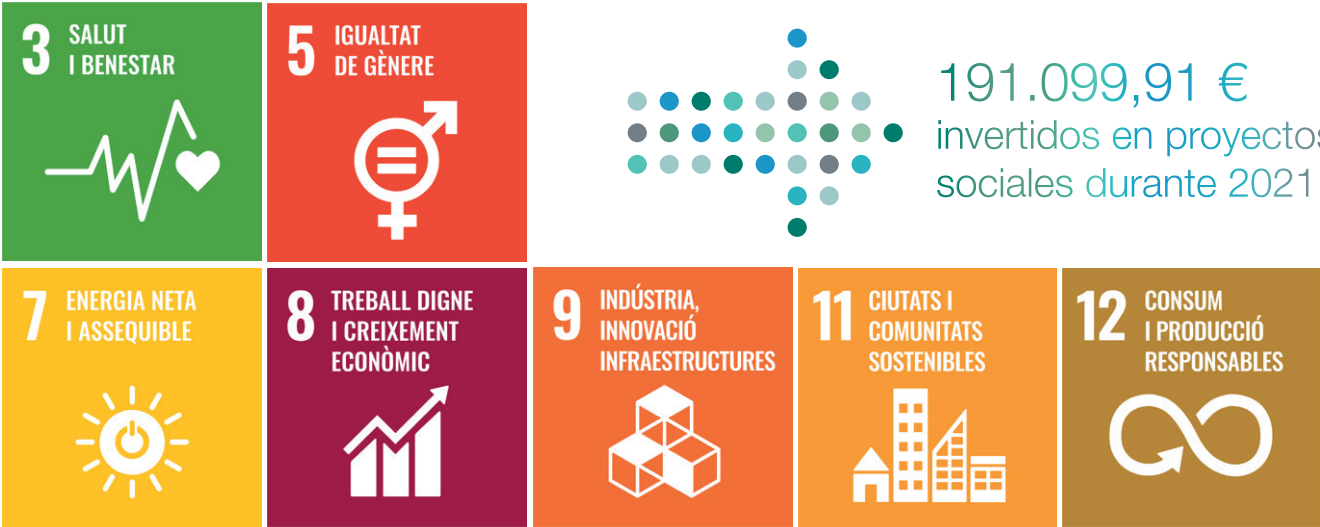 3 SALUT
I BENESTAR
5 IGUALTAT
DE GÈNERE
191.099,91 €
invertidos en proyectos
sociales durante 2021
7 ENERGIA NETA
I ASSEQUIBLE
8 TREBALL DIGNE
I CREIXEMENT
ECONÒMIC
9 INDÚSTRIA,
INNOVACIÓ
INFRAESTRUCTURES
11 CIUTATS I
COMUNITATS
SOSTENIBLES
12 CONSUM
I PRODUCCIÓ
RESPONSABLES